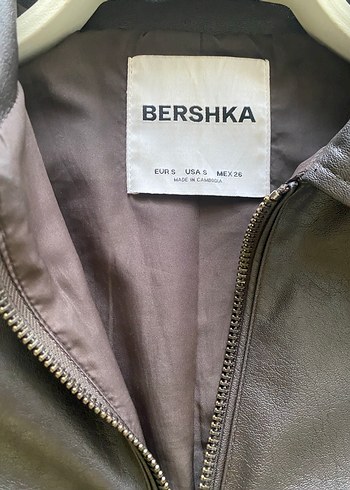 BERSHKA
EUR S USA S MEX 26
MADE IN CAMBODIA